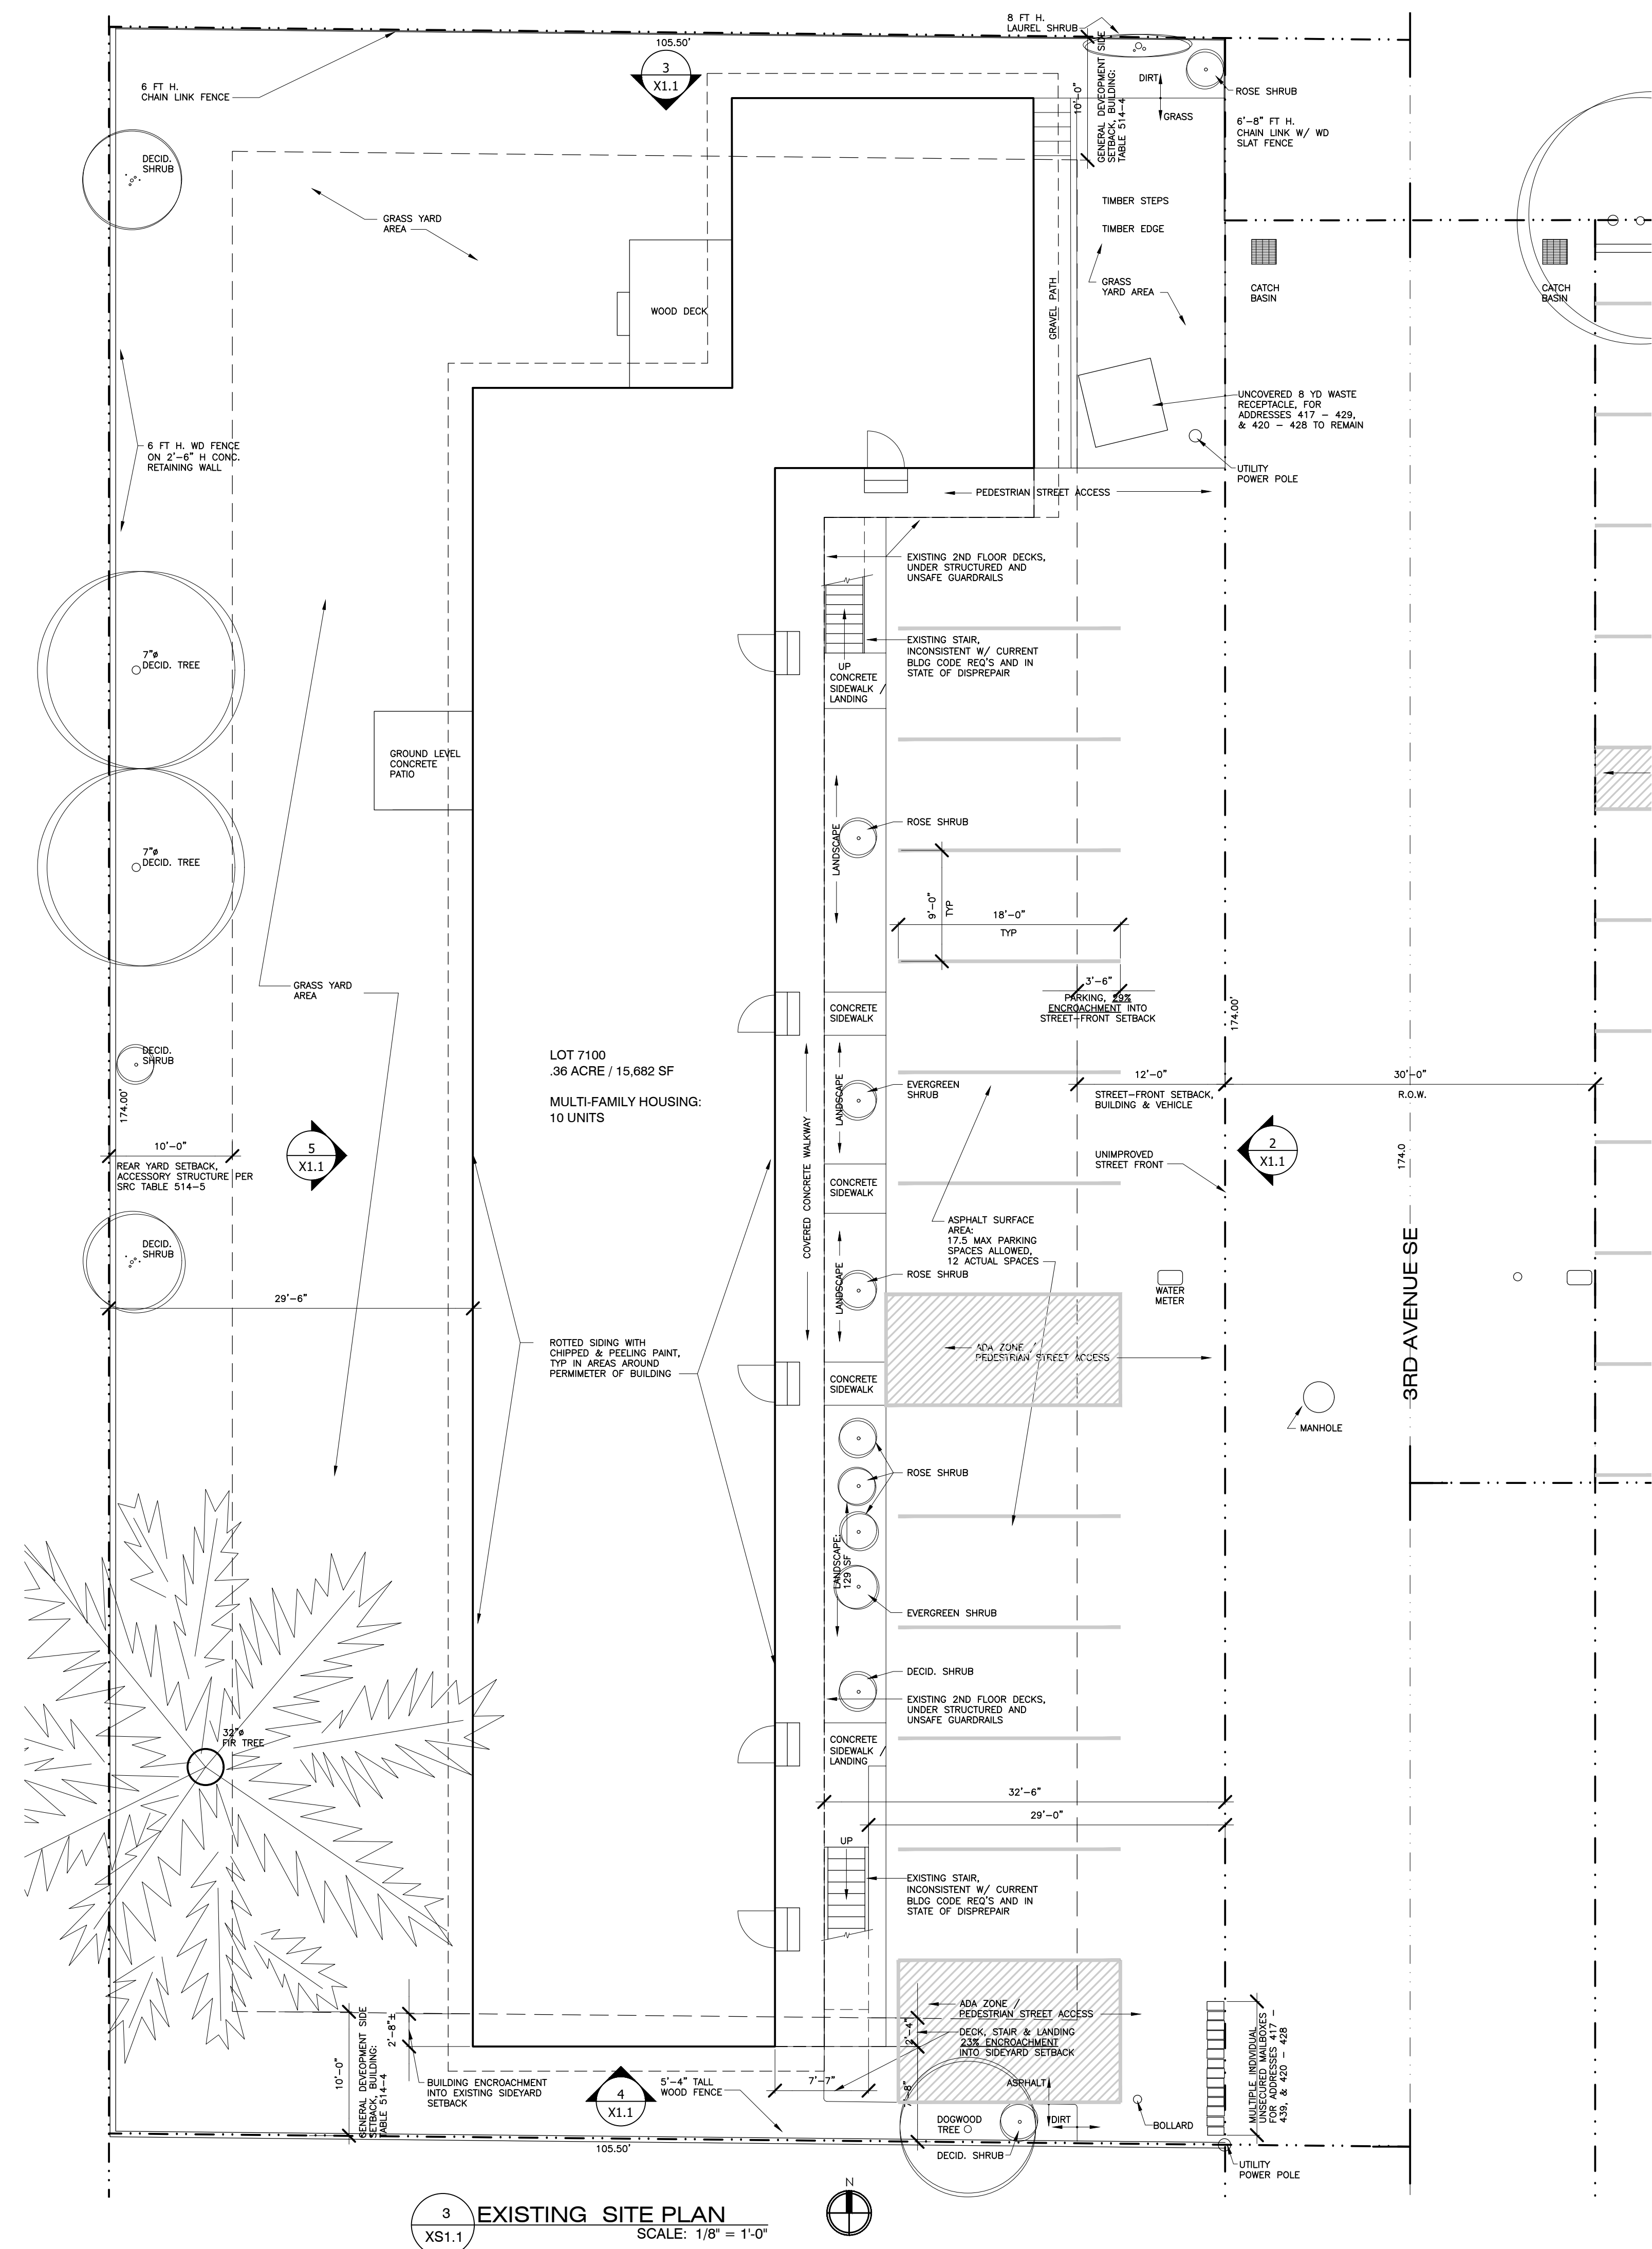 8 FT H.
LAUREL SHRUB
105.50'
3
X1.1
6 FT H.
CHAIN LINK FENCE
DIRT
GRASS
ROSE SHRUB
10'-0"
GENERAL DEVEOPMENT SIDE
SETBACK, BUILDING:
TABLE 514-4
6'-8" FT H.
CHAIN LINK W/ WD
SLAT FENCE
DECID.
SHRUB
GRASS YARD
AREA
TIMBER STEPS
TIMBER EDGE
GRASS
YARD AREA
CATCH
BASIN
CATCH
BASIN
WOOD DECK
GRAVEL PATH
UNCOVERED 8 YD WASTE
RECEPTACLE, FOR
ADDRESSES 417 - 429,
& 420 - 428 TO REMAIN
6 FT H. WD FENCE
ON 2'-6" H CONC.
RETAINING WALL
UTILITY
POWER POLE
PEDESTRIAN STREET ACCESS
EXISTING 2ND FLOOR DECKS,
UNDER STRUCTURED AND
UNSAFE GUARDRAILS
7"ø
DECID. TREE
EXISTING STAIR,
INCONSISTENT W/ CURRENT
BLDG CODE REQ'S AND IN
STATE OF DISPREPAIR
UP
CONCRETE
SIDEWALK /
LANDING
GROUND LEVEL
CONCRETE
PATIO
LANDSCAPE
ROSE SHRUB
7"ø
DECID. TREE
9'-0"
TYP
18'-0"
TYP
GRASS YARD
AREA
3'-6"
PARKING, 29%
ENCROACHMENT INTO
STREET-FRONT SETBACK
174.00'
CONCRETE
SIDEWALK
DECID.
SHRUB
174.00'
LOT 7100
.36 ACRE / 15,682 SF
MULTI-FAMILY HOUSING:
10 UNITS
LANDSCAPE
EVERGREEN
SHRUB
12'-0"
STREET-FRONT SETBACK,
BUILDING & VEHICLE
30'-0"
R.O.W.
10'-0"
REAR YARD SETBACK,
ACCESSORY STRUCTURE PER
SRC TABLE 514-5
5
X1.1
COVERED CONCRETE WALKWAY
UNIMPROVED
STREET FRONT
2
X1.1
174.0
CONCRETE
SIDEWALK
ASPHALT SURFACE
AREA:
17.5 MAX PARKING
SPACES ALLOWED,
12 ACTUAL SPACES
DECID.
SHRUB
LANDSCAPE
ROSE SHRUB
WATER
METER
3RD AVENUE SE
29'-6"
ROTTED SIDING WITH
CHIPPED & PEELING PAINT,
TYP IN AREAS AROUND
PERMIMETER OF BUILDING
ADA ZONE /
PEDESTRIAN STREET ACCESS
CONCRETE
SIDEWALK
MANHOLE
ROSE SHRUB
LANDSCAPE:
129 SF
EVERGREEN SHRUB
DECID. SHRUB
EXISTING 2ND FLOOR DECKS,
UNDER STRUCTURED AND
UNSAFE GUARDRAILS
32"ø
FIR TREE
CONCRETE
SIDEWALK /
LANDING
32'-6"
29'-0"
UP
EXISTING STAIR,
INCONSISTENT W/ CURRENT
BLDG CODE REQ'S AND IN
STATE OF DISPREPAIR
ADA ZONE /
PEDESTRIAN STREET ACCESS
2'-4"
DECK, STAIR & LANDING
23% ENCROACHMENT
INTO SIDEYARD SETBACK
MULTIPLE INDIVIDUAL
UNSECURED MAILBOXES
FOR ADDRESSES 417 -
439, & 420 - 428
10'-0"
GENERAL DEVEOPMENT SIDE
SETBACK, BUILDING:
TABLE 514-4
2'-8"±
BUILDING ENCROACHMENT
INTO EXISTING SIDEYARD
SETBACK
4
X1.1
5'-4" TALL
WOOD FENCE
7'-7"
ASPHALT
DIRT
DOGWOOD
TREE
DECID. SHRUB
BOLLARD
105.50'
UTILITY
POWER POLE
3
XS1.1
EXISTING SITE PLAN
SCALE: 1/8" = 1'-0"
N